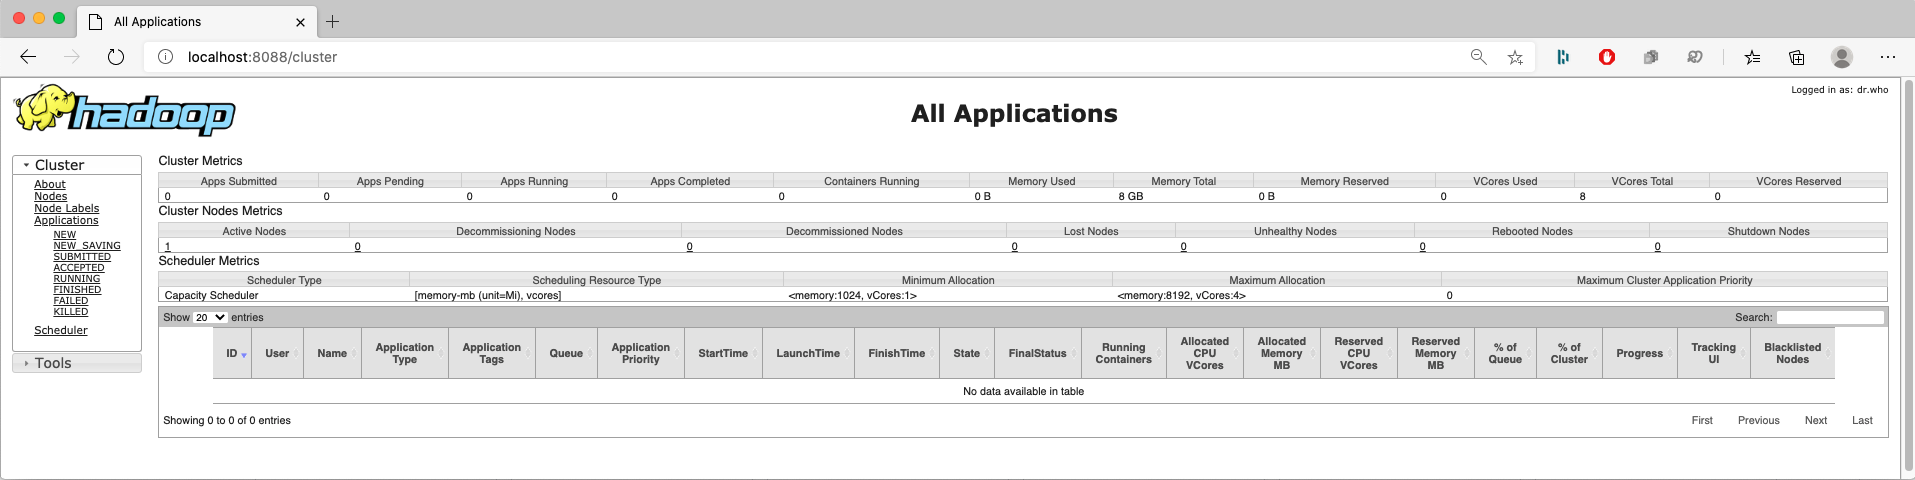 All Applications
localhost:8088/cluster
Logged in as: dr.who
hadoop
All Applications
Cluster
About
Nodes
Node Labels
Applications
NEW
NEW_SAVING
SUBMITTED
ACCEPTED
RUNNING
FINISHED
FAILED
KILLED
Scheduler
Tools
Cluster Metrics
Apps Submitted Apps Pending Apps Running Apps Completed Containers Running Memory Used Memory Total Memory Reserved VCores Used VCores Total VCores Reserved
0 0 0 0 0 0 B 8 GB 0 B 0 8 0
Cluster Nodes Metrics
Active Nodes Decommissioning Nodes Decommissioned Nodes Lost Nodes Unhealthy Nodes Rebooted Nodes Shutdown Nodes
1 0 0 0 0 0 0
Scheduler Metrics
Scheduler Type Scheduling Resource Type Minimum Allocation Maximum Allocation Maximum Cluster Application Priority
Capacity Scheduler [memory-mb (unit=Mi), vcores] <memory:1024, vCores:1> <memory:8192, vCores:4> 0
Show 20 entries Search:
ID User Name Application Type Application Tags Queue Application Priority StartTime LaunchTime FinishTime State FinalStatus Running Containers Allocated CPU VCores Allocated Memory MB Reserved CPU VCores Reserved Memory MB % of Queue % of Cluster Progress Tracking UI Blacklisted Nodes
No data available in table
Showing 0 to 0 of 0 entries First Previous Next Last